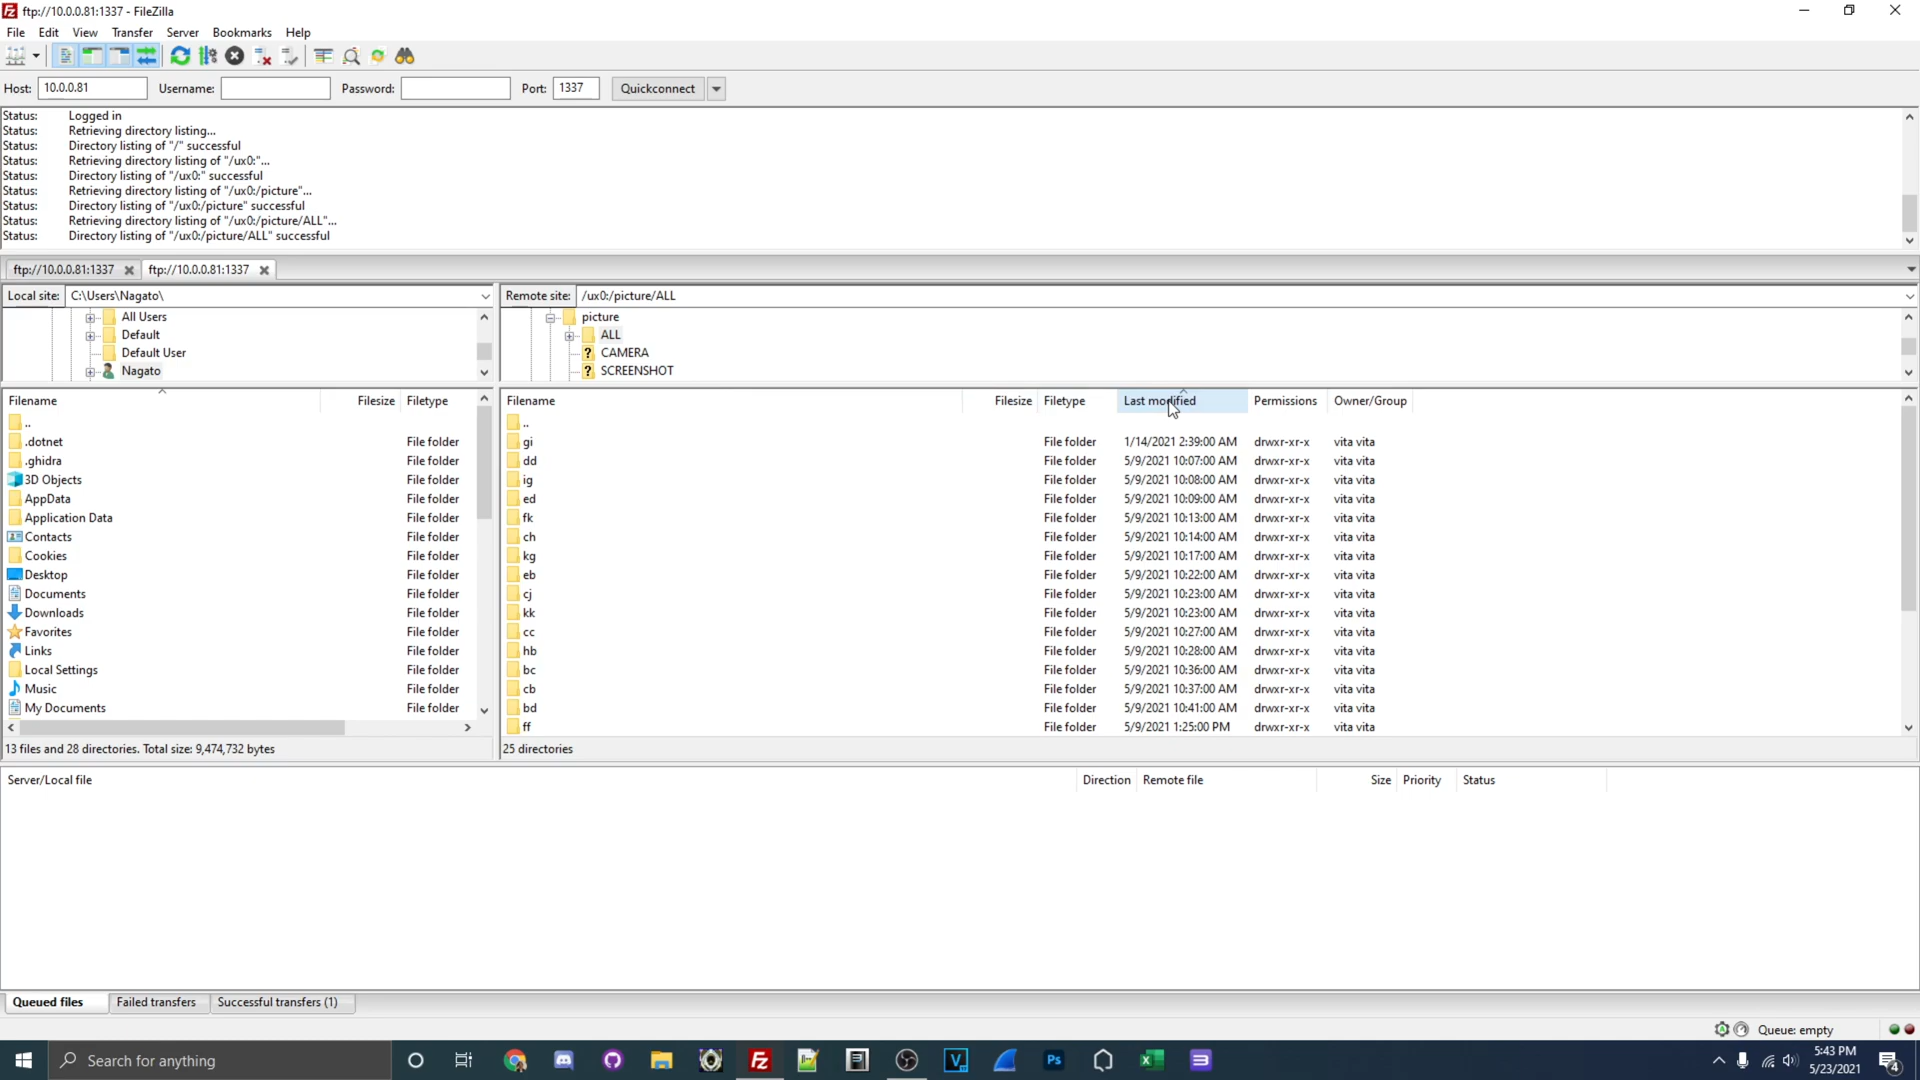 ftp://10.0.0.81:1337 - FileZilla
File Edit View Transfer Server Bookmarks Help
Host: 10.0.0.81 Username: Password: Port: 1337 Quickconnect
Status: Logged in
Status: Retrieving directory listing...
Status: Directory listing of "/" successful
Status: Retrieving directory listing of "/ux0:"...
Status: Directory listing of "/ux0:" successful
Status: Retrieving directory listing of "/ux0:/picture"...
Status: Directory listing of "/ux0:/picture" successful
Status: Retrieving directory listing of "/ux0:/picture/ALL"...
Status: Directory listing of "/ux0:/picture/ALL" successful
ftp://10.0.0.81:1337 ftp://10.0.0.81:1337
Local site: C:\Users\Nagato\
All Users
Default
Default User
Nagato
Filename Filesize Filetype
..
.dotnet File folder
.ghidra File folder
3D Objects File folder
AppData File folder
Application Data File folder
Contacts File folder
Cookies File folder
Desktop File folder
Documents File folder
Downloads File folder
Favorites File folder
Links File folder
Local Settings File folder
Music File folder
My Documents File folder
13 files and 28 directories. Total size: 9,474,732 bytes
Remote site: /ux0:/picture/ALL
picture
ALL
? CAMERA
? SCREENSHOT
Filename Filesize Filetype Last modified Permissions Owner/Group
..
gi File folder 1/14/2021 2:39:00 AM drwxr-xr-x vita vita
dd File folder 5/9/2021 10:07:00 AM drwxr-xr-x vita vita
ig File folder 5/9/2021 10:08:00 AM drwxr-xr-x vita vita
ed File folder 5/9/2021 10:09:00 AM drwxr-xr-x vita vita
fk File folder 5/9/2021 10:13:00 AM drwxr-xr-x vita vita
ch File folder 5/9/2021 10:14:00 AM drwxr-xr-x vita vita
kg File folder 5/9/2021 10:17:00 AM drwxr-xr-x vita vita
eb File folder 5/9/2021 10:22:00 AM drwxr-xr-x vita vita
cj File folder 5/9/2021 10:23:00 AM drwxr-xr-x vita vita
kk File folder 5/9/2021 10:23:00 AM drwxr-xr-x vita vita
cc File folder 5/9/2021 10:27:00 AM drwxr-xr-x vita vita
hb File folder 5/9/2021 10:28:00 AM drwxr-xr-x vita vita
bc File folder 5/9/2021 10:36:00 AM drwxr-xr-x vita vita
cb File folder 5/9/2021 10:37:00 AM drwxr-xr-x vita vita
bd File folder 5/9/2021 10:41:00 AM drwxr-xr-x vita vita
ff File folder 5/9/2021 1:25:00 PM drwxr-xr-x vita vita
25 directories
Server/Local file Direction Remote file Size Priority Status
Queued files Failed transfers Successful transfers (1)
Queue: empty
Search for anything
Fz
V
Ps
5:43 PM
5/23/2021
4